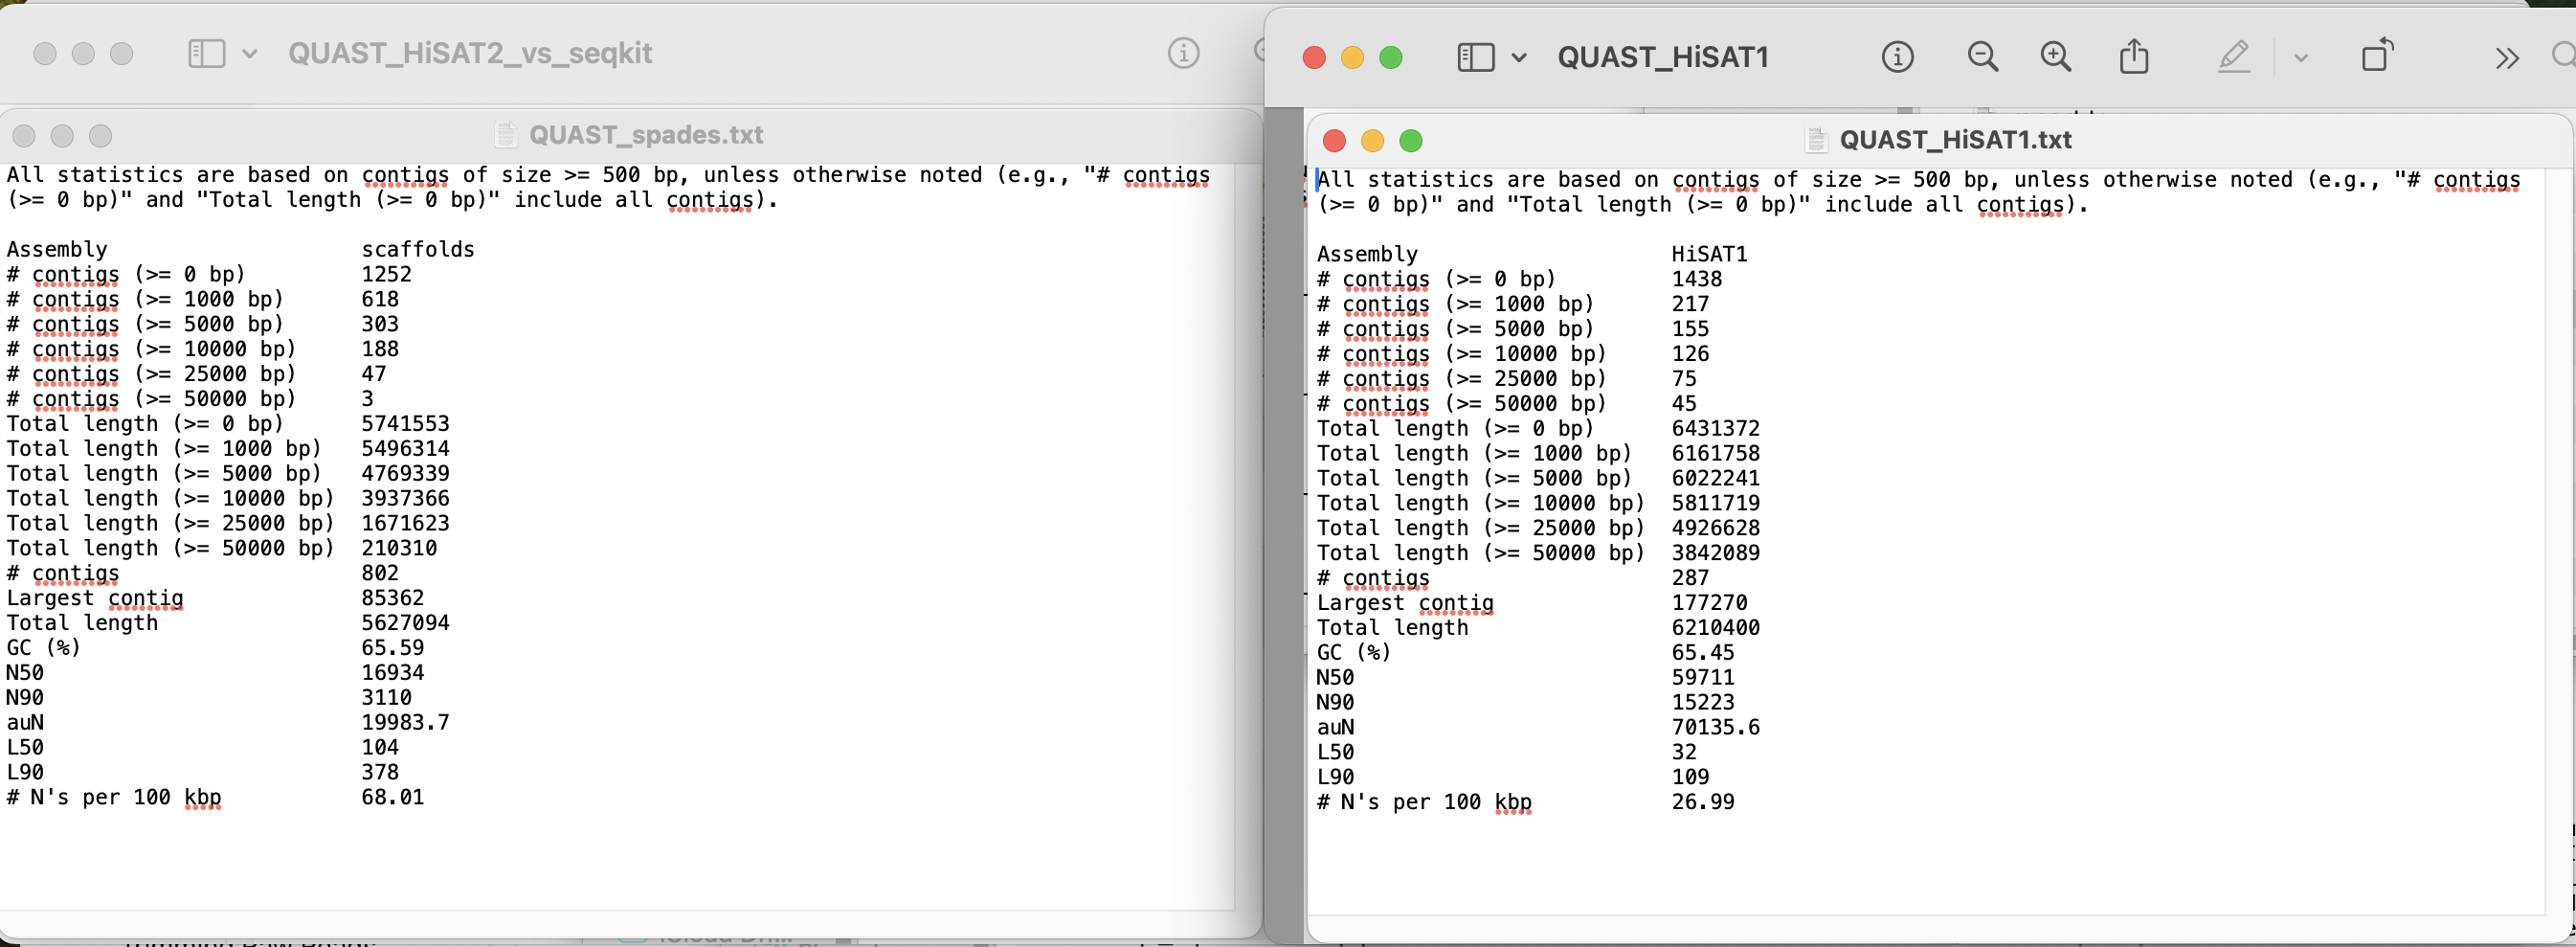 QUAST_HiSAT2_vs_seqkit
QUAST_spades.txt
All statistics are based on contigs of size >= 500 bp, unless otherwise noted (e.g., "# contigs
(>= 0 bp)" and "Total length (>= 0 bp)" include all contigs).
Assembly scaffolds
# contigs (>= 0 bp) 1252
# contigs (>= 1000 bp) 618
# contigs (>= 5000 bp) 303
# contigs (>= 10000 bp) 188
# contigs (>= 25000 bp) 47
# contigs (>= 50000 bp) 3
Total length (>= 0 bp) 5741553
Total length (>= 1000 bp) 5496314
Total length (>= 5000 bp) 4769339
Total length (>= 10000 bp) 3937366
Total length (>= 25000 bp) 1671623
Total length (>= 50000 bp) 210310
# contigs 802
Largest contig 85362
Total length 5627094
GC (%) 65.59
N50 16934
N90 3110
auN 19983.7
L50 104
L90 378
# N's per 100 kbp 68.01
QUAST_HiSAT1
QUAST_HiSAT1.txt
All statistics are based on contigs of size >= 500 bp, unless otherwise noted (e.g., "# contigs
(>= 0 bp)" and "Total length (>= 0 bp)" include all contigs).
Assembly HiSAT1
# contigs (>= 0 bp) 1438
# contigs (>= 1000 bp) 217
# contigs (>= 5000 bp) 155
# contigs (>= 10000 bp) 126
# contigs (>= 25000 bp) 75
# contigs (>= 50000 bp) 45
Total length (>= 0 bp) 6431372
Total length (>= 1000 bp) 6161758
Total length (>= 5000 bp) 6022241
Total length (>= 10000 bp) 5811719
Total length (>= 25000 bp) 4926628
Total length (>= 50000 bp) 3842089
# contigs 287
Largest contig 177270
Total length 6210400
GC (%) 65.45
N50 59711
N90 15223
auN 70135.6
L50 32
L90 109
# N's per 100 kbp 26.99